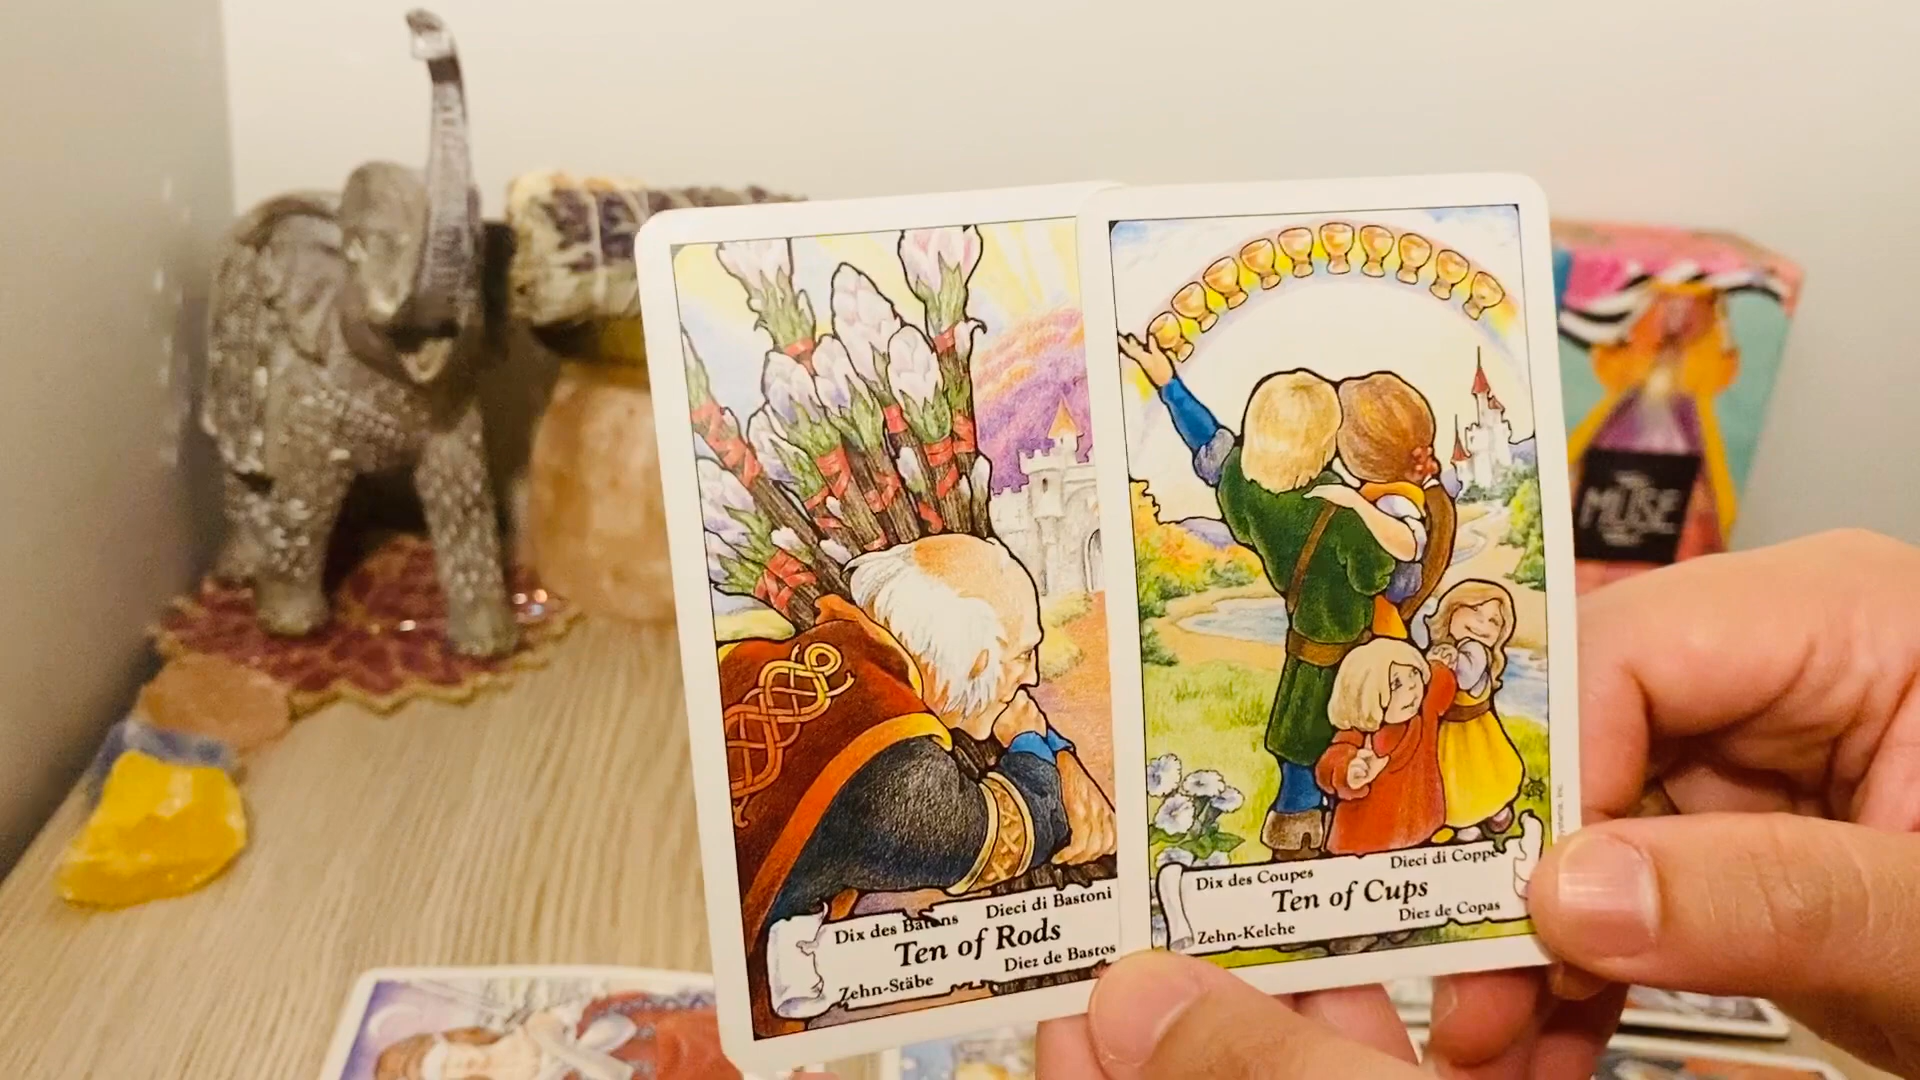 Dix des Batons Dieci di Bastoni
Ten of Rods
Zehn-Stäbe Diez de Bastos
Dix des Coupes Dieci di Coppe
Ten of Cups
Zehn-Kelche Diez de Copas
MUSE